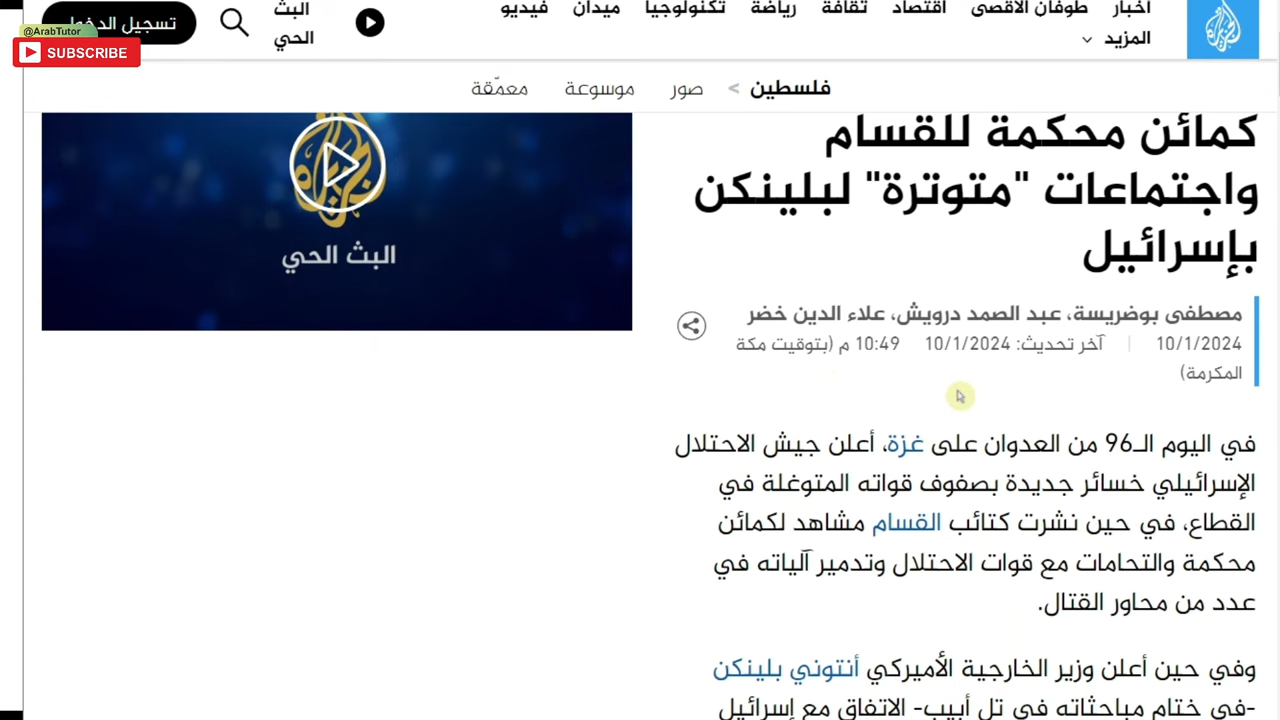 @ArabTutor
SUBSCRIBE
أخبار طوفان الأقصى اقتصاد ثقافة رياضة تكنولوجيا ميدان فيديو
المزيد
البث
الحي
تسجيل الدخول
فلسطين > صور موسوعة معمّقة
كمائن محكمة للقسام
واجتماعات "متوترة" لبلينكن
بإسرائيل
البث الحي
مصطفى بوضريسة، عبد الصمد درويش، علاء الدين خضر
10/1/2024 | آخر تحديث: 10/1/2024 10:49 م (بتوقيت مكة
المكرمة)
في اليوم الـ96 من العدوان على غزة، أعلن جيش الاحتلال
الإسرائيلي خسائر جديدة بصفوف قواته المتوغلة في
القطاع، في حين نشرت كتائب القسام مشاهد لكمائن
محكمة والتحامات مع قوات الاحتلال وتدمير آلياته في
عدد من محاور القتال.
وفي حين أعلن وزير الخارجية الأميركي أنتوني بلينكن
-في ختام مباحثاته في تل أبيب- الاتفاق مع إسرائيل